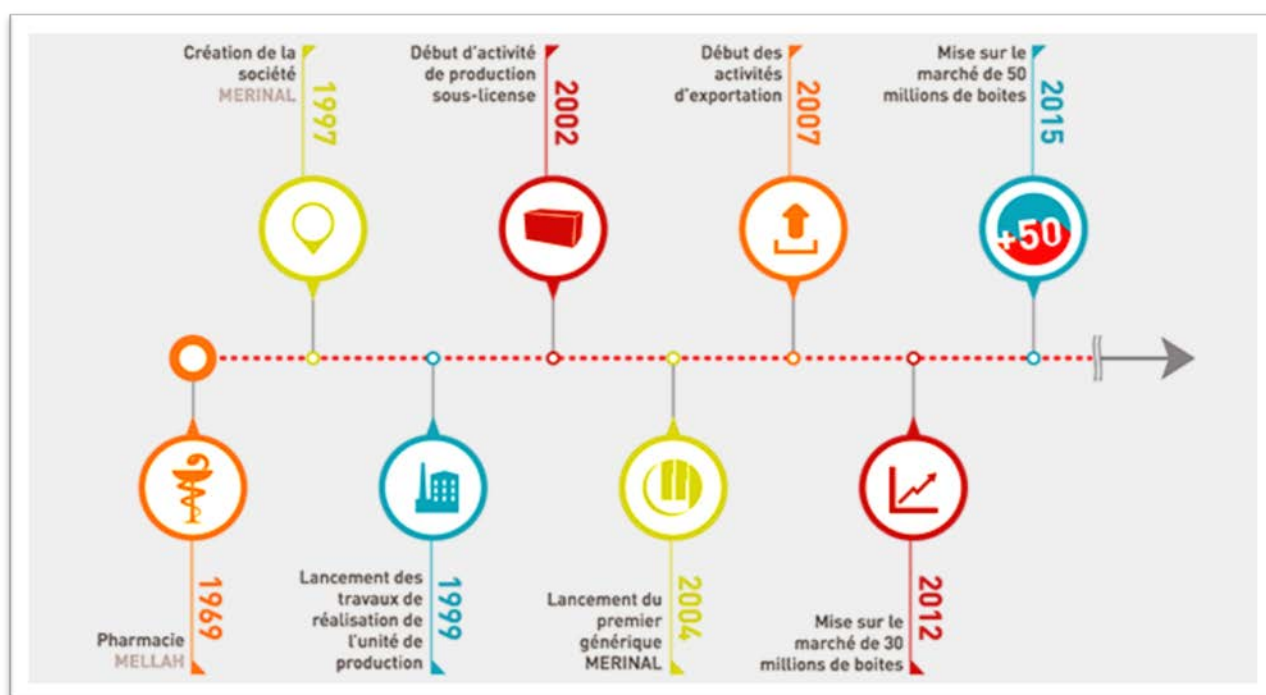 Création de la
société
MERINAL
1997
Début d'activité
de production
sous-license
2002
Début des
activités
d'exportation
2007
Mise sur le
marché de 50
millions de boites
2015
+50
Pharmacie
MELLAH
1969
Lancement des
travaux de
réalisation de
l'unité de
production
1999
Lancement du
premier
générique
MERINAL
2004
Mise sur le
marché de 30
millions de boites
2012